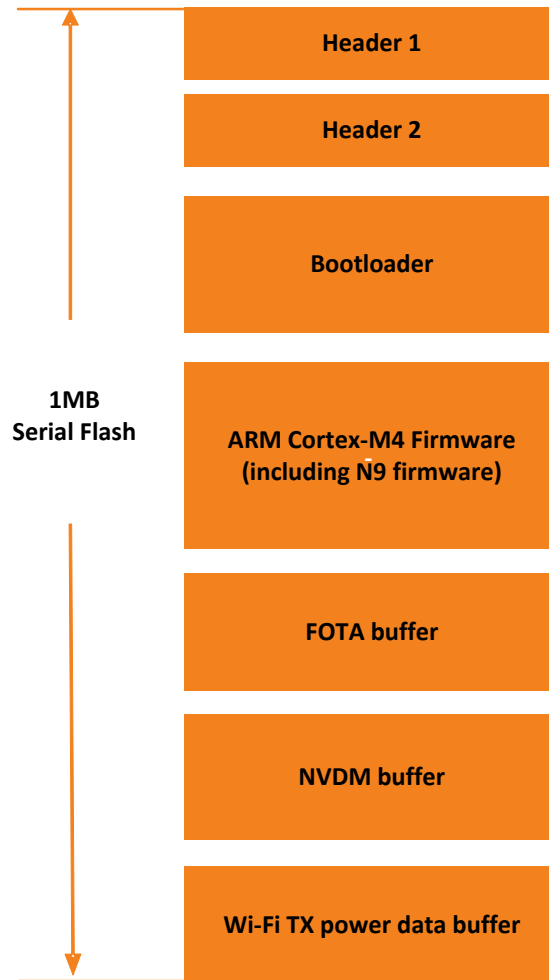 Header 1
Header 2
Bootloader
1MB
Serial Flash
ARM Cortex-M4 Firmware
(including N9 firmware)
FOTA buffer
NVDM buffer
Wi-Fi TX power data buffer